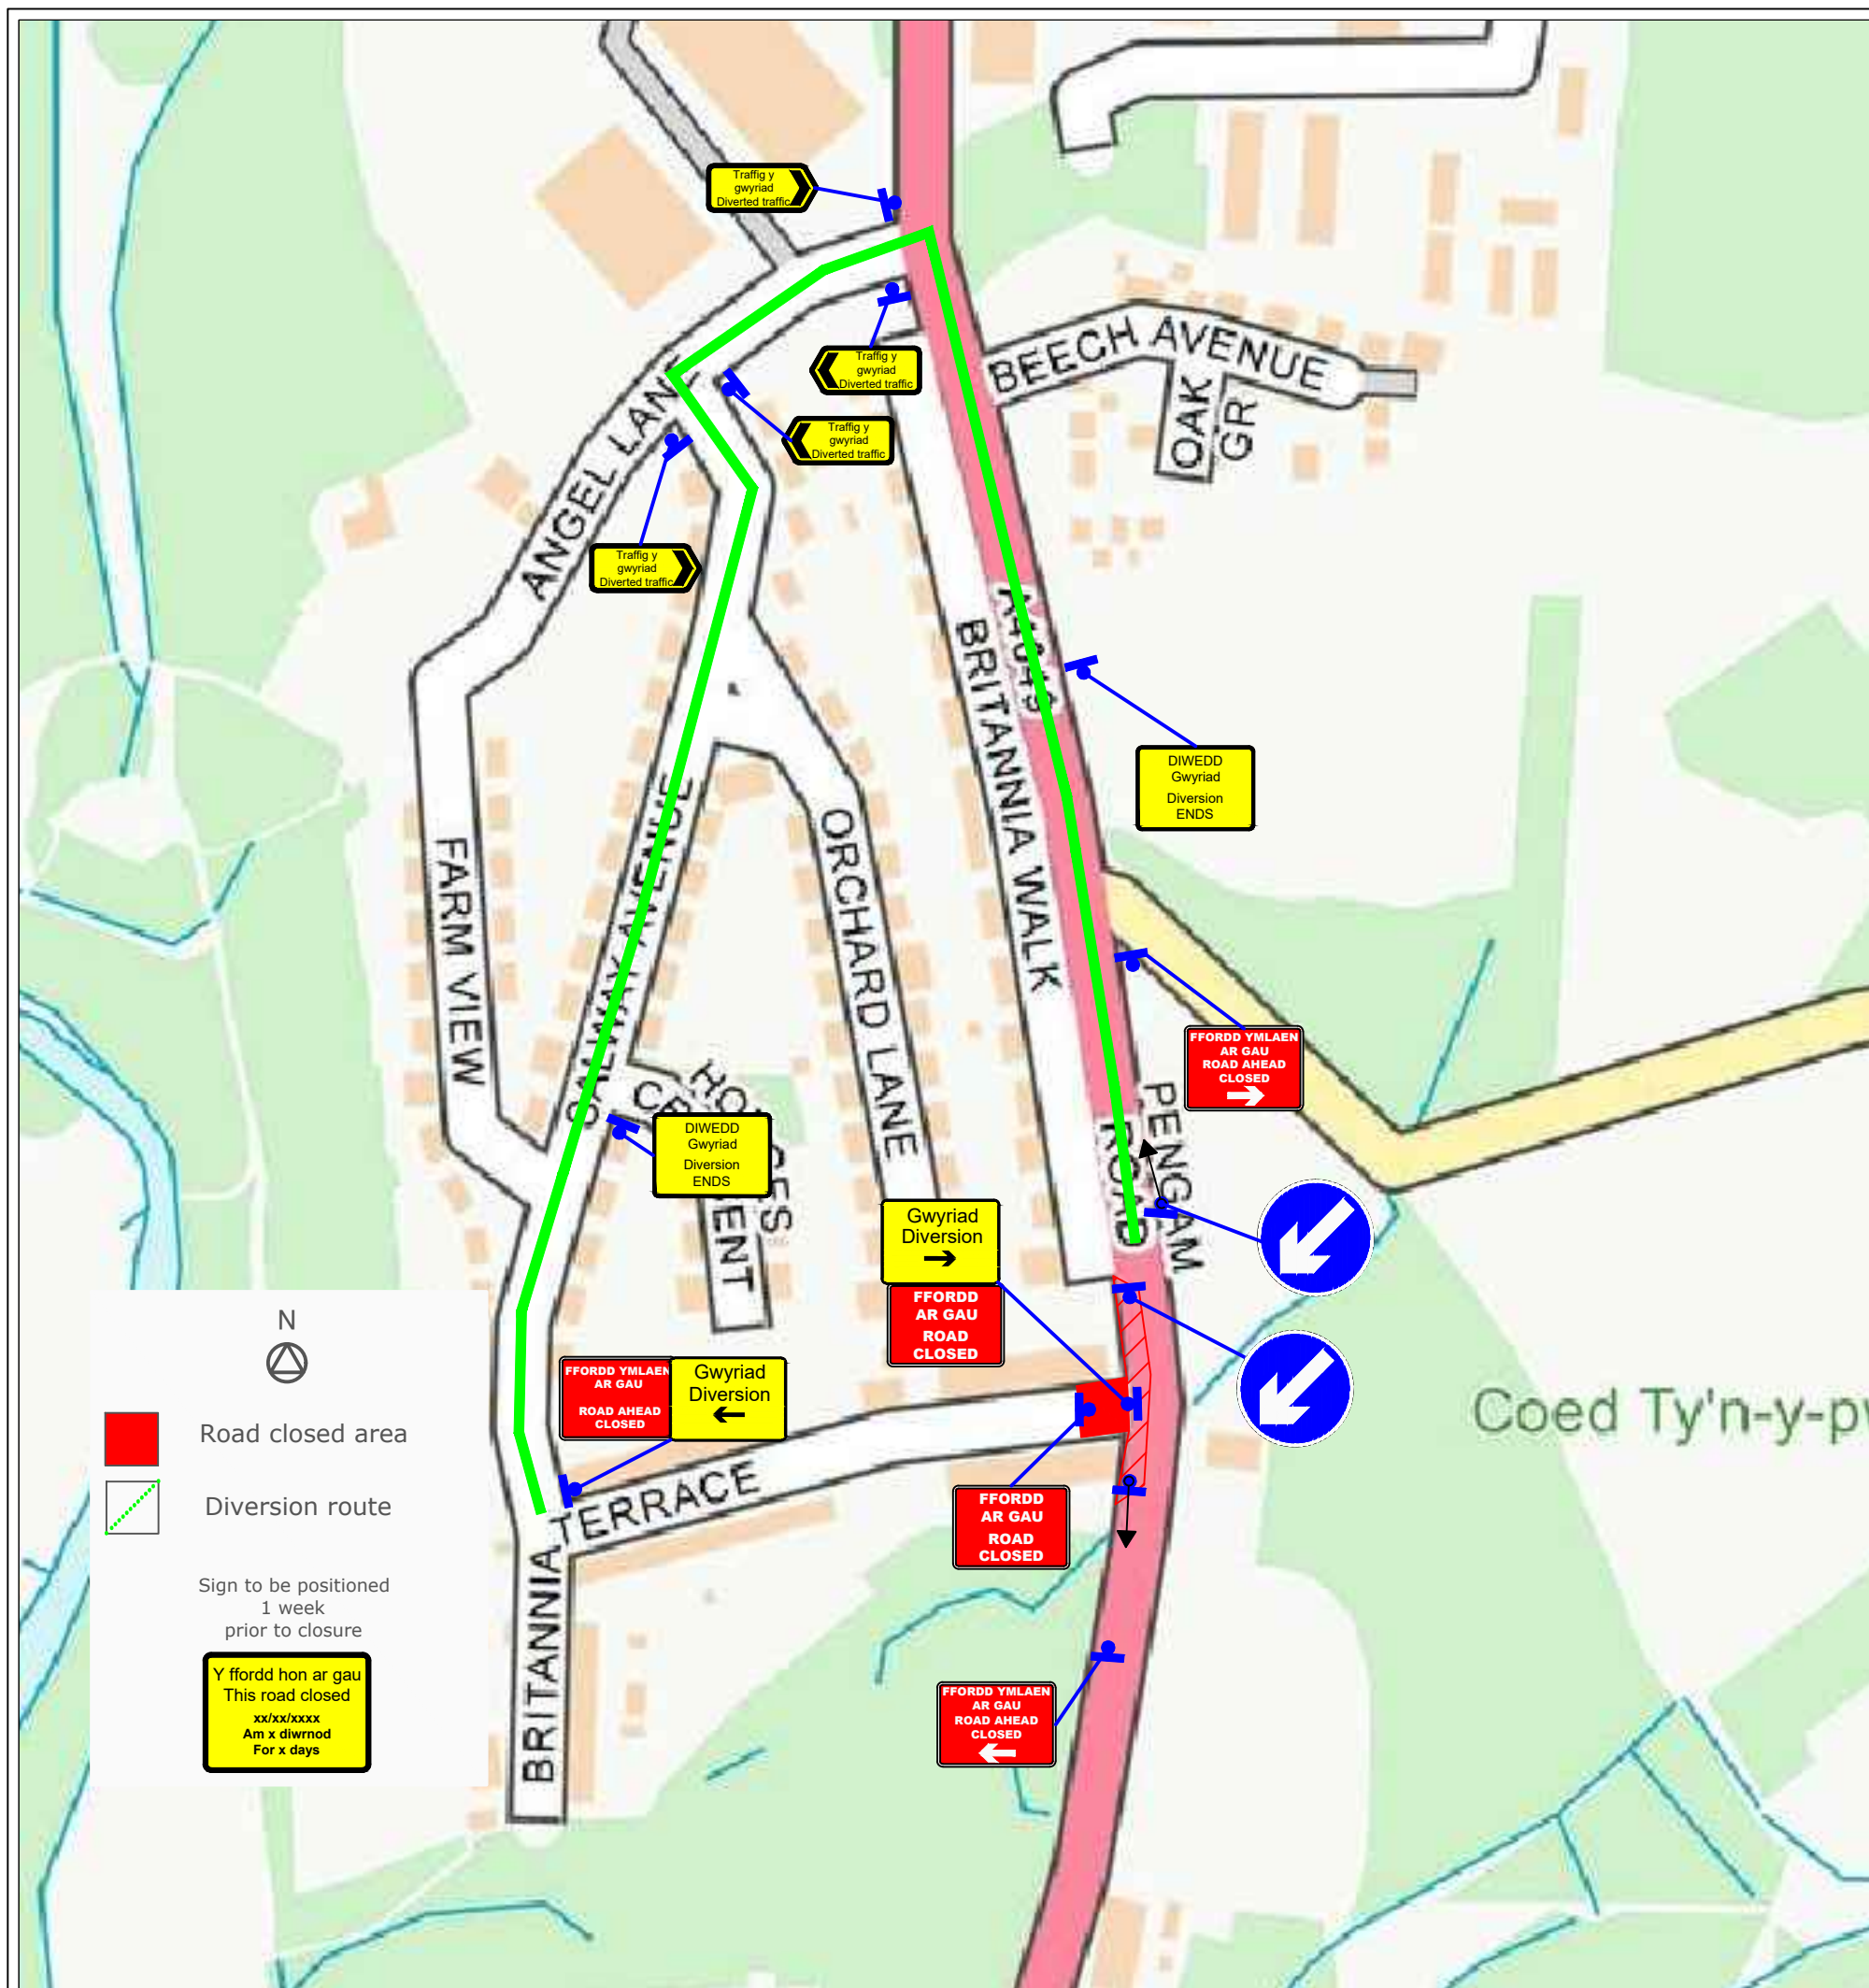 Traffig y
gwyriad
Diverted traffic
Traffig y
gwyriad
Diverted traffic
BEECH AVENUE
OAK
GR
Traffig y
gwyriad
Diverted traffic
ANGEL LANE
Traffig y
gwyriad
Diverted traffic
A4049
BRITANNIA WALK
DIWEDD
Gwyriad
Diversion
ENDS
GALWAY AVENUE
ORCHARD LANE
FARM VIEW
FFORDD YMLAEN
AR GAU
ROAD AHEAD
CLOSED
PENGAM
ROAD
DIWEDD
Gwyriad
Diversion
ENDS
Gwyriad
Diversion
FFORDD
AR GAU
ROAD
CLOSED
FFORDD YMLAEN
AR GAU
ROAD AHEAD
CLOSED
Gwyriad
Diversion
Coed Ty'n-y-pw
BRITANNIA
TERRACE
FFORDD
AR GAU
ROAD
CLOSED
FFORDD YMLAEN
AR GAU
ROAD AHEAD
CLOSED
N
Road closed area
Diversion route
Sign to be positioned
1 week
prior to closure
Y ffordd hon ar gau
This road closed
xx/xx/xxxx
Am x diwrnod
For x days